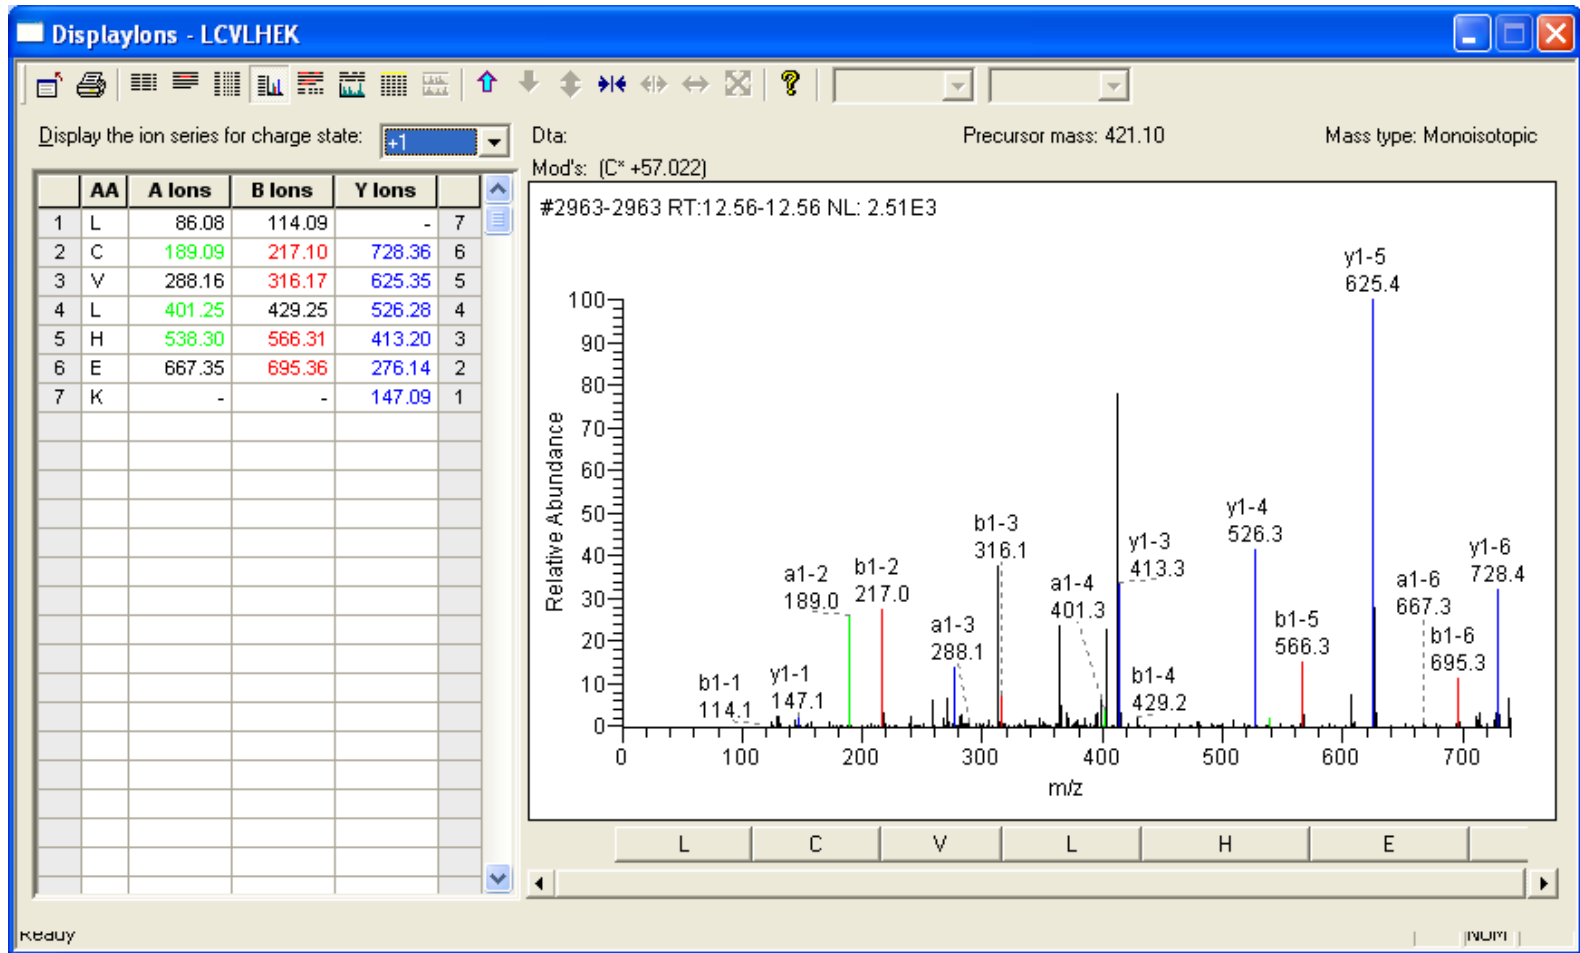 DisplayIons - LCVLHEK
Display the ion series for charge state: +1
Dta:
Precursor mass: 421.10
Mass type: Monoisotopic
Mod's: (C* +57.022)
AA A Ions B Ions Y Ions
1 L 86.08 114.09 - 7
2 C 189.09 217.10 728.36 6
3 V 288.16 316.17 625.35 5
4 L 401.25 429.25 526.28 4
5 H 538.30 566.31 413.20 3
6 E 667.35 695.36 276.14 2
7 K - - 147.09 1
#2963-2963 RT:12.56-12.56 NL: 2.51E3
Relative Abundance
100
90
80
70
60
50
40
30
20
10
0
b1-1
114.1
y1-1
147.1
a1-2
189.0
b1-2
217.0
a1-3
288.1
b1-3
316.1
a1-4
401.3
y1-3
413.3
b1-4
429.2
y1-4
526.3
b1-5
566.3
y1-5
625.4
a1-6
667.3
b1-6
695.3
y1-6
728.4
0 100 200 300 400 500 600 700
m/z
L C V L H E
Ready
NUM